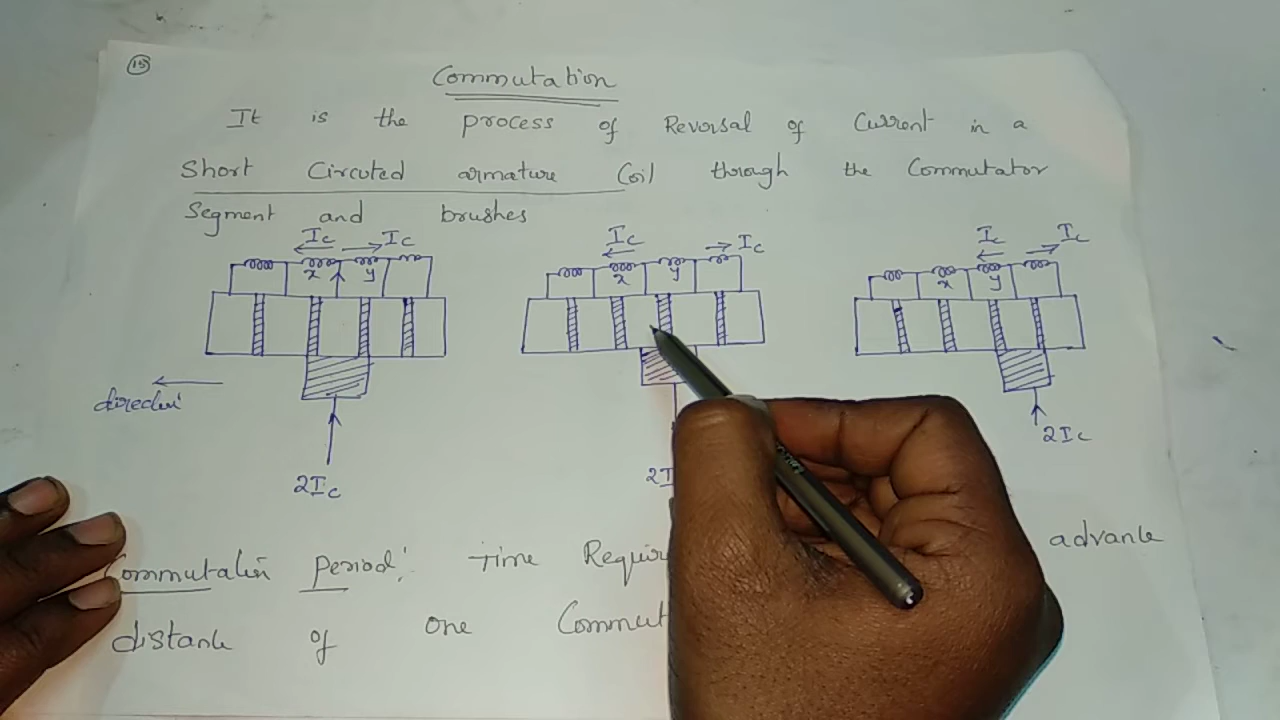 105
Commutation
It is the process of Reversal of Current in a
Short Circuted armature Coil through the Commutator
Segment and brushes
Ic Ic Ic Ic Ic Ic
x y x y x y
direction
2Ic 2I 2Ic
Commutation period: Time Requir advance
distance of one Commut